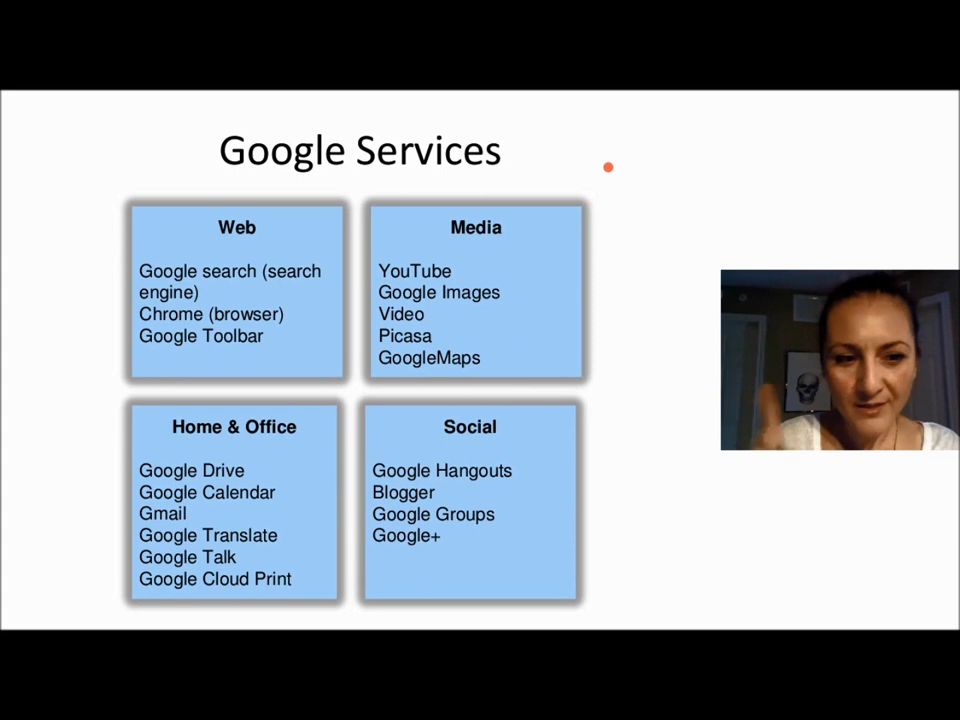 Google Services
Web
Google search (search
engine)
Chrome (browser)
Google Toolbar
Media
YouTube
Google Images
Video
Picasa
GoogleMaps
Home & Office
Google Drive
Google Calendar
Gmail
Google Translate
Google Talk
Google Cloud Print
Social
Google Hangouts
Blogger
Google Groups
Google+